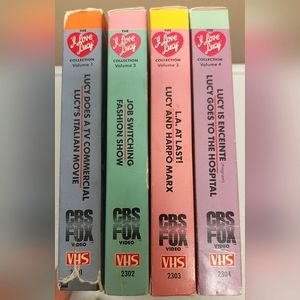 THE
I Love Lucy
COLLECTION
Volume 1
LUCY DOES A TV COMMERCIAL
LUCY'S ITALIAN MOVIE
CBS
FOX
VIDEO
VHS
THE
I Love Lucy
COLLECTION
Volume 2
JOB SWITCHING
FASHION SHOW
CBS
FOX
VIDEO
VHS
2302
THE
I Love Lucy
COLLECTION
Volume 3
L.A. AT LAST!
LUCY AND HARPO MARX
CBS
FOX
VIDEO
VHS
2303
THE
I Love Lucy
COLLECTION
Volume 4
LUCY IS ENCEINTE
LUCY GOES TO THE HOSPITAL
CBS
FOX
VIDEO
VHS
2304